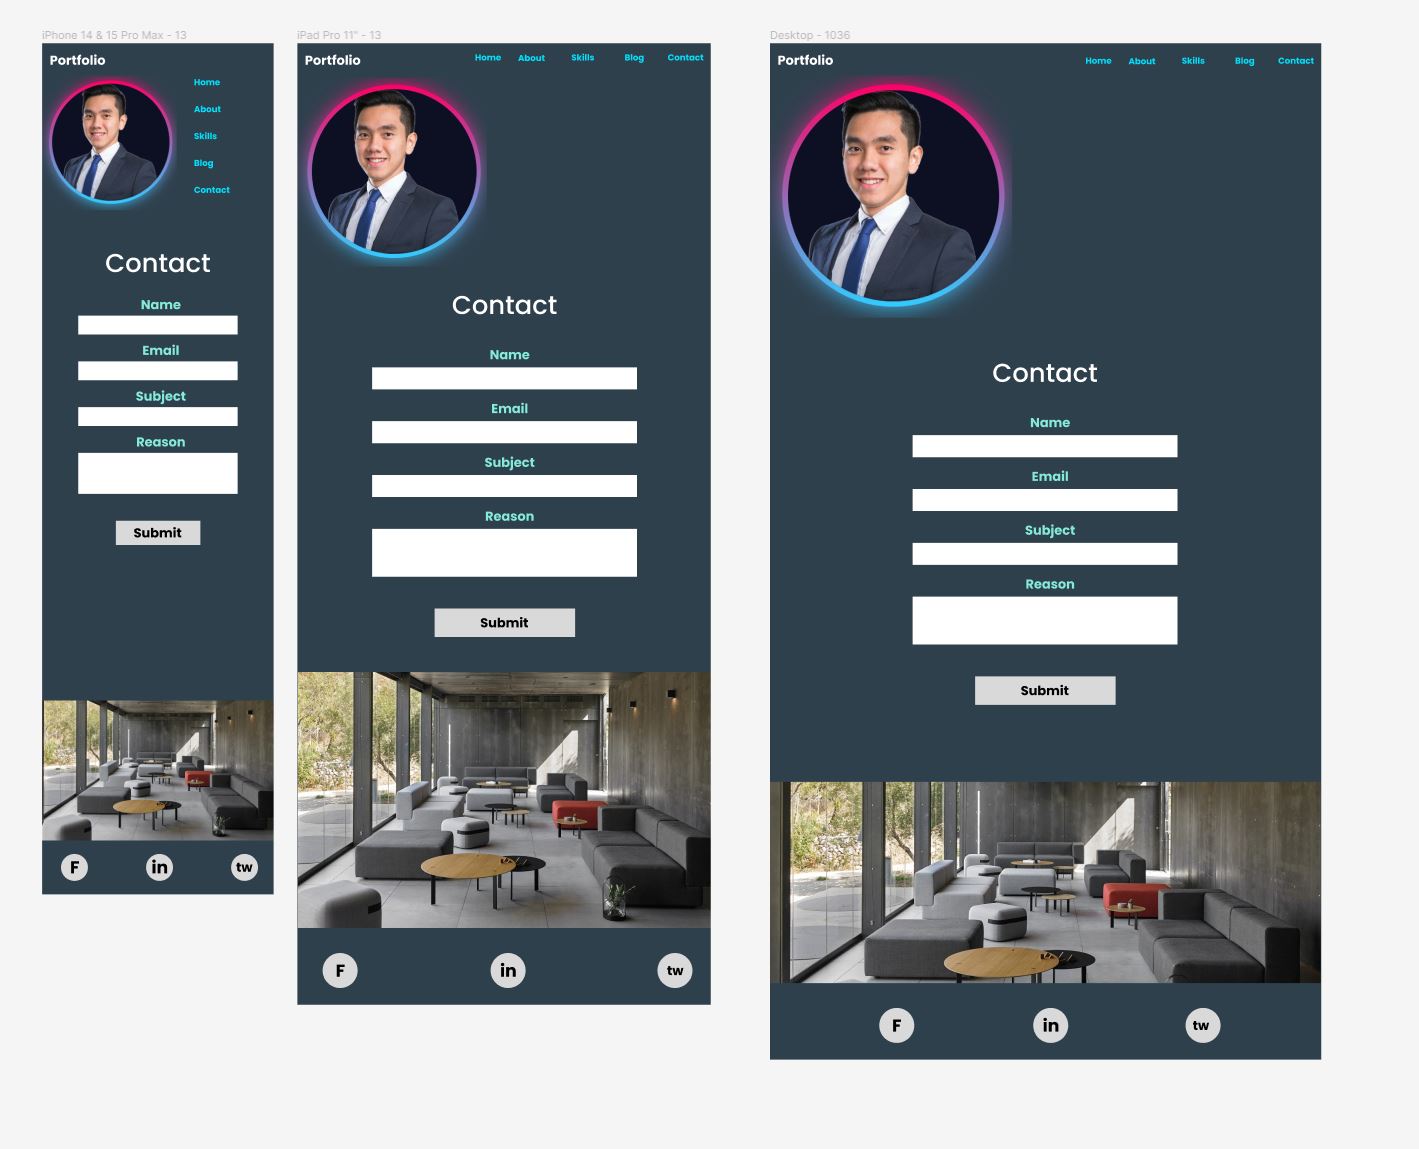 iPhone 14 & 15 Pro Max - 13
Portfolio
Home
About
Skills
Blog
Contact
Contact
Name
Email
Subject
Reason
Submit
F
in
tw
iPad Pro 11" - 13
Portfolio
Home About Skills Blog Contact
Contact
Name
Email
Subject
Reason
Submit
F in tw
Desktop - 1036
Portfolio
Home About Skills Blog Contact
Contact
Name
Email
Subject
Reason
Submit
F in tw